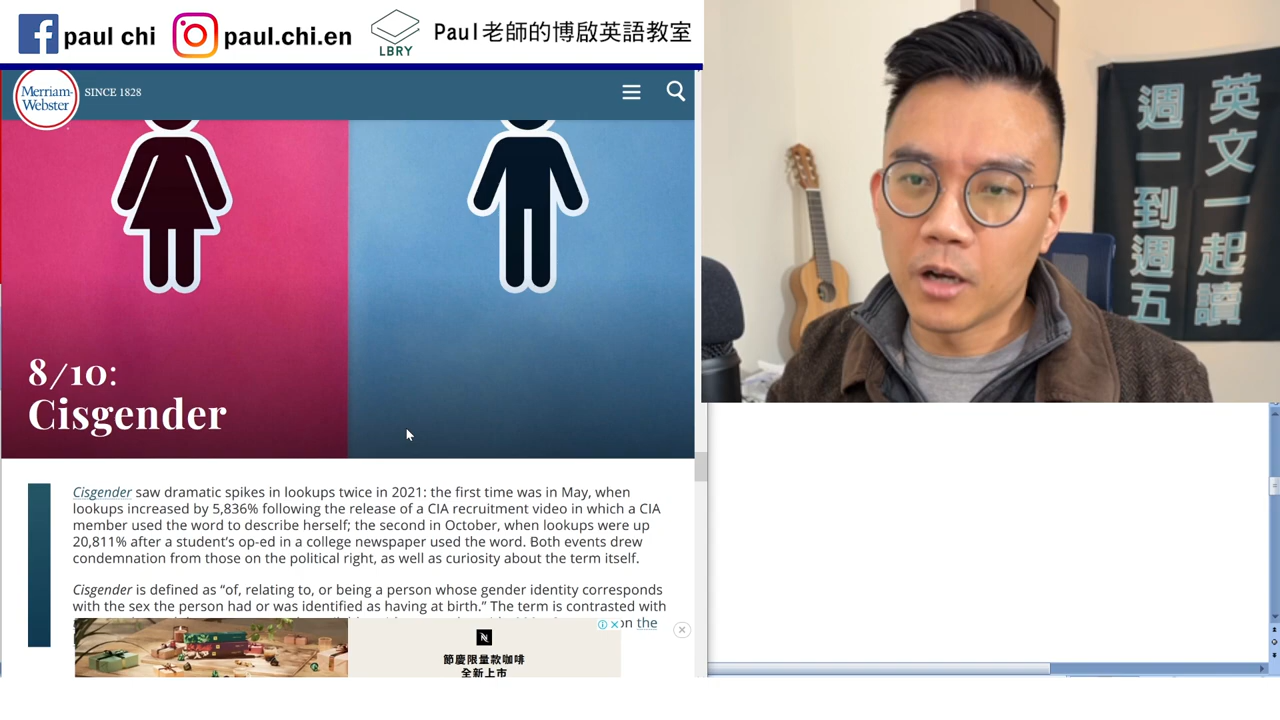 paul chi
paul.chi.en
LBRY
Paul老師的博啟英語教室
Merriam-
Webster
SINCE 1828
英文一起讀
週一到週五
8/10:
Cisgender
Cisgender saw dramatic spikes in lookups twice in 2021: the first time was in May, when
lookups increased by 5,836% following the release of a CIA recruitment video in which a CIA
member used the word to describe herself; the second in October, when lookups were up
20,811% after a student's op-ed in a college newspaper used the word. Both events drew
condemnation from those on the political right, as well as curiosity about the term itself.
Cisgender is defined as “of, relating to, or being a person whose gender identity corresponds
with the sex the person had or was identified as having at birth.” The term is contrasted with
on the
節慶限量款咖啡
全新上市